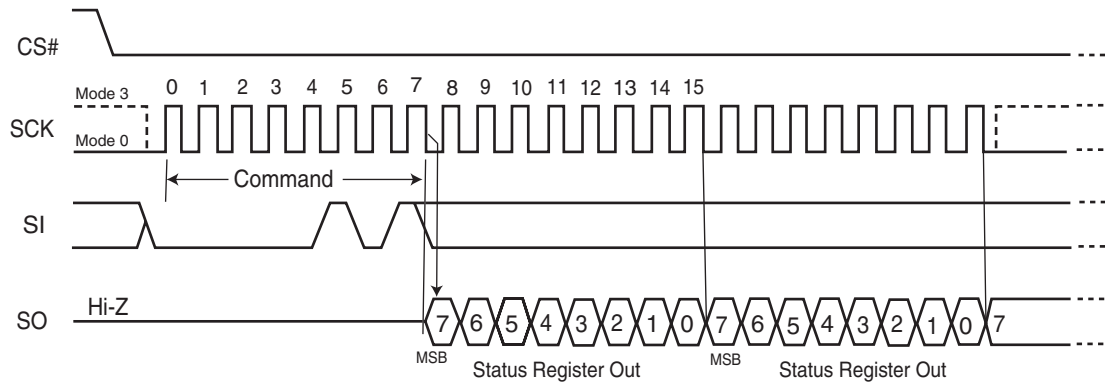 CS#
0 1 2 3 4 5 6 7 8 9 10 11 12 13 14 15
Mode 3
SCK
Mode 0
Command
SI
Hi-Z
SO
7 6 5 4 3 2 1 0 7 6 5 4 3 2 1 0 7
MSB Status Register Out MSB Status Register Out